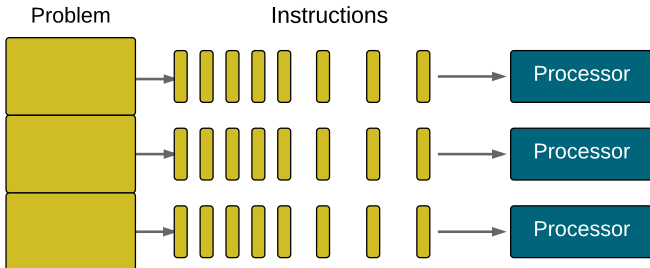 Problem
Instructions
Processor
Processor
Processor